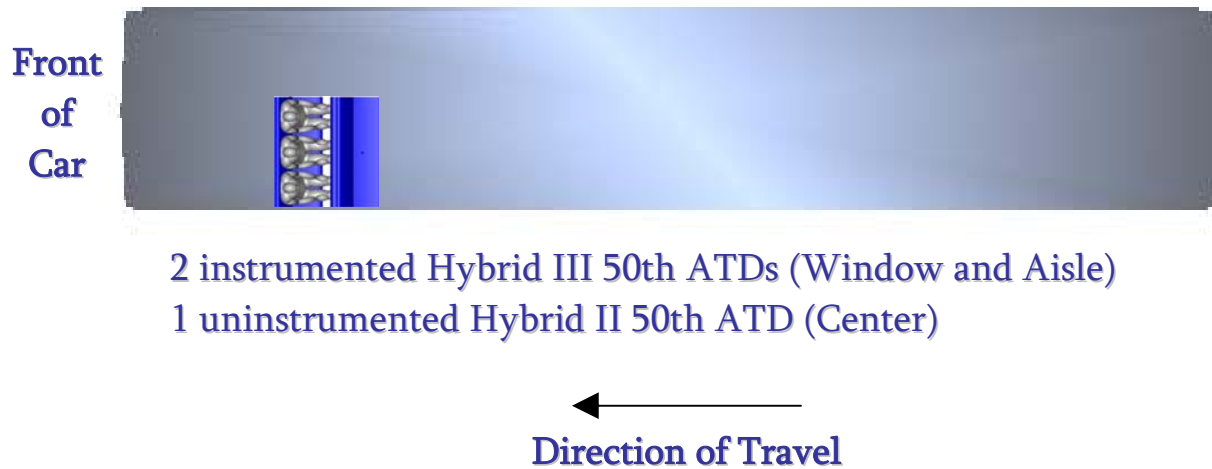 Front
of
Car
2 instrumented Hybrid III 50th ATDs (Window and Aisle)
1 uninstrumented Hybrid II 50th ATD (Center)
Direction of Travel